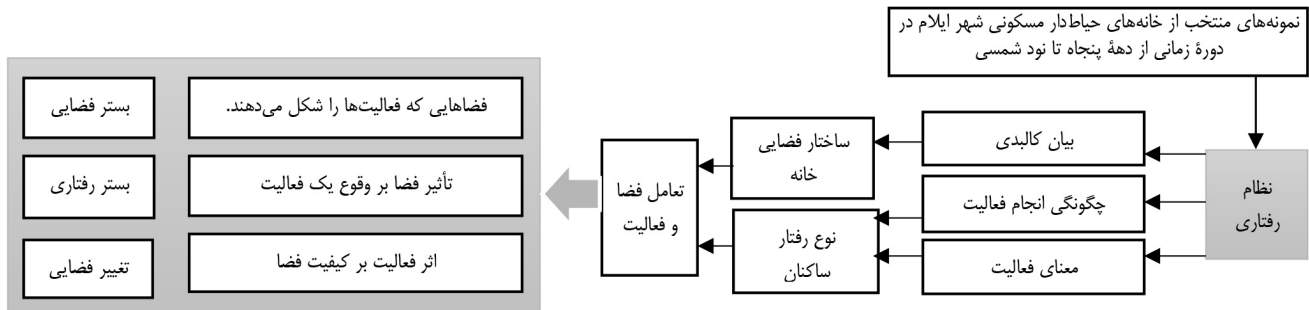 نمونه‌های منتخب از خانه‌های حیاط‌دار مسکونی شهر ایلام در
دورهٔ زمانی از دههٔ پنجاه تا نود شمسی
نظام
رفتاری
بیان کالبدی
چگونگی انجام فعالیت
معنای فعالیت
ساختار فضایی
خانه
نوع رفتار
ساکنان
تعامل فضا
و فعالیت
فضاهایی که فعالیت‌ها را شکل می‌دهند.
بستر فضایی
تأثیر فضا بر وقوع یک فعالیت
بستر رفتاری
اثر فعالیت بر کیفیت فضا
تغییر فضایی